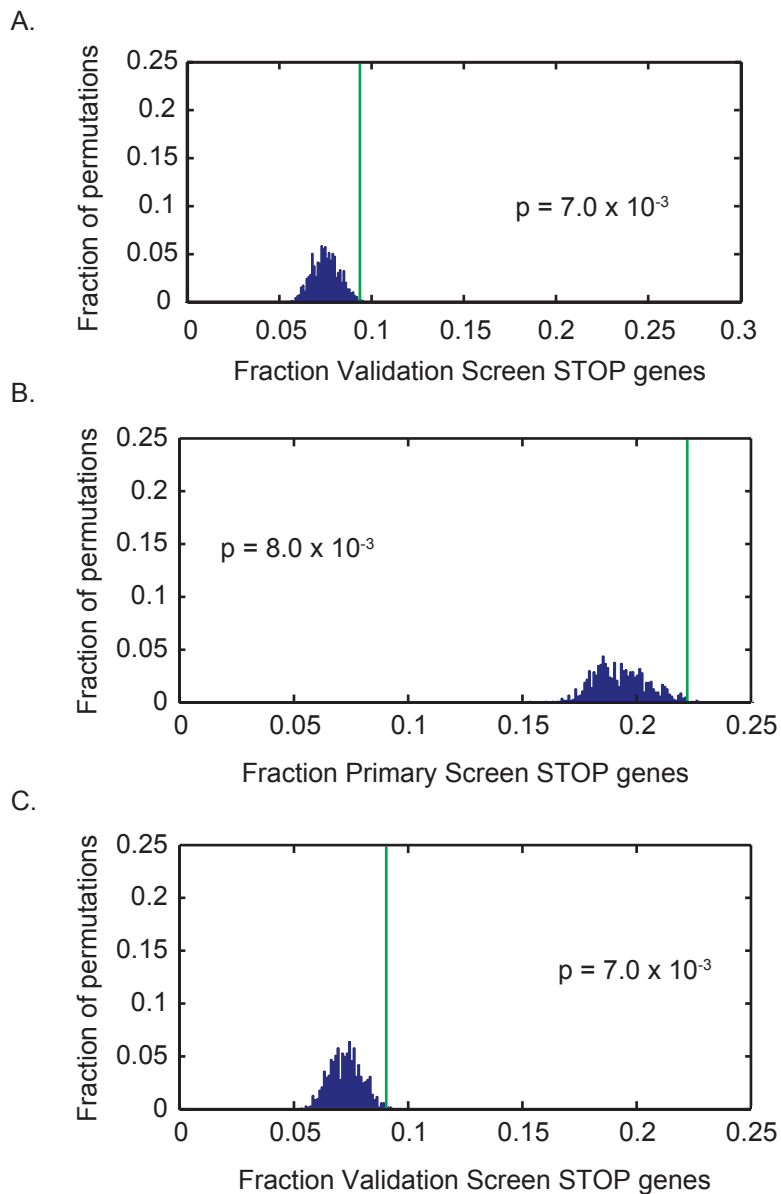 A.
Fraction of permutations
0.25
0.2
0.15
0.1
0.05
0
p = 7.0 x 10-3
0 0.05 0.1 0.15 0.2 0.25 0.3
Fraction Validation Screen STOP genes
B.
Fraction of permutations
0.25
0.2
0.15
0.1
0.05
0
p = 8.0 x 10-3
0 0.05 0.1 0.15 0.2 0.25
Fraction Primary Screen STOP genes
C.
Fraction of permutations
0.25
0.2
0.15
0.1
0.05
0
p = 7.0 x 10-3
0 0.05 0.1 0.15 0.2 0.25
Fraction Validation Screen STOP genes